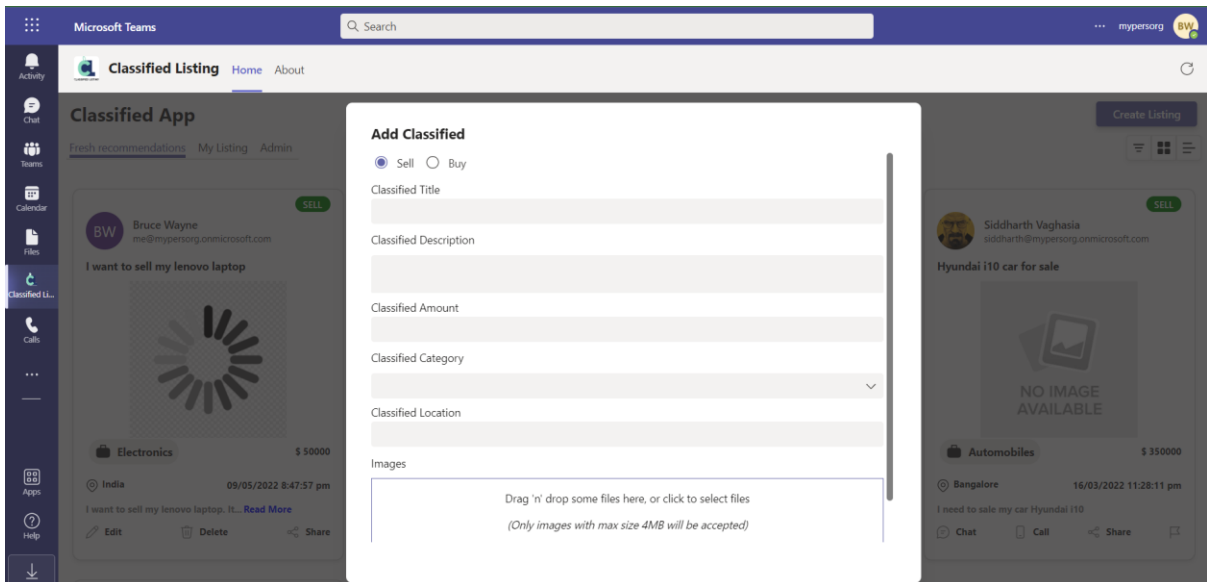 Microsoft Teams
Search
mypersorg
BW
Activity
Chat
Teams
Calendar
Files
Classified Li...
Calls
Apps
Help
Classified Listing Home About
Classified App
Create Listing
Fresh recommendations My Listing Admin
SELL
BW
Bruce Wayne
me@mypersorg.onmicrosoft.com
I want to sell my lenovo laptop
Electronics $ 50000
India 09/05/2022 8:47:57 pm
I want to sell my lenovo laptop. It... Read More
Edit Delete Share
Add Classified
Sell Buy
Classified Title
Classified Description
Classified Amount
Classified Category
Classified Location
Images
Drag 'n' drop some files here, or click to select files
(Only images with max size 4MB will be accepted)
SELL
Siddharth Vaghasia
siddharth@mypersorg.onmicrosoft.com
Hyundai i10 car for sale
NO IMAGE
AVAILABLE
Automobiles $ 350000
Bangalore 16/03/2022 11:28:11 pm
I need to sale my car Hyundai i10
Chat Call Share